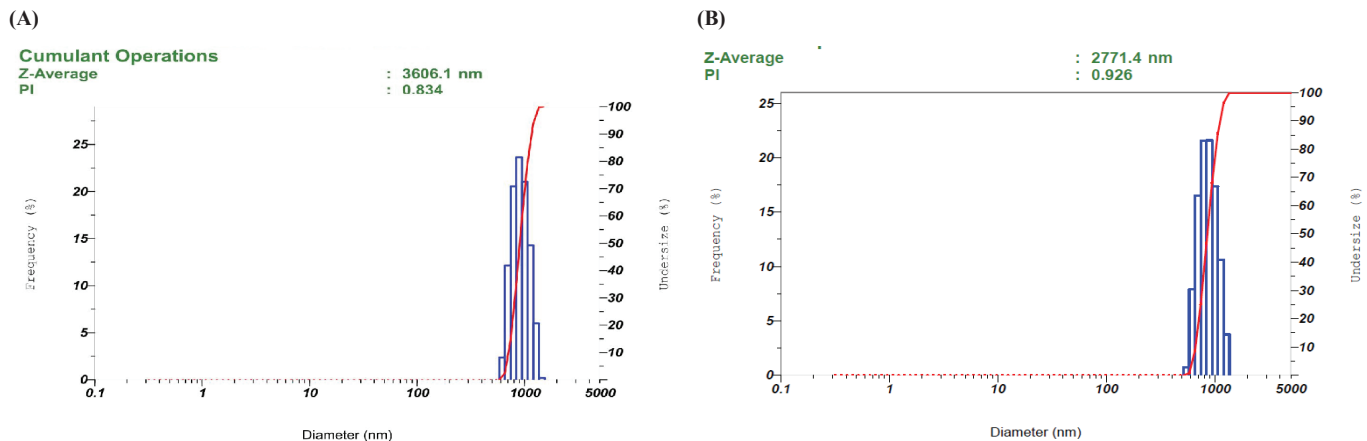 (A)
Cumulant Operations
Z-Average : 3606.1 nm
PI : 0.834
Frequency (%)
25
20
15
10
5
0
0.1 1 10 100 1000 5000
Diameter (nm)
100
90
80
70
60
50
40
30
20
10
Uncersize (%)
(B)
Z-Average : 2771.4 nm
PI : 0.926
Frequency (%)
25
20
15
10
5
0
0.1 1 10 100 1000 5000
Diameter (nm)
100
90
80
70
60
50
40
30
20
10
Undersize (%)